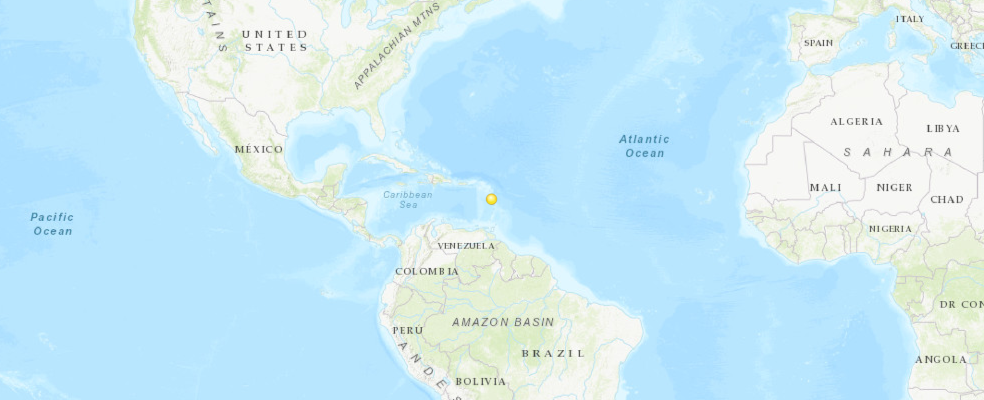 TAINS
UNITED
STATES
APPALACHIAN MTNS
ITALY
SPAIN
GREECE
ALGERIA
LIBYA
Atlantic
Ocean
MÉXICO
SAHARA
MALI
NIGER
CHAD
Caribbean
Sea
Pacific
Ocean
NIGERIA
VENEZUELA
COLOMBIA
DR CON
AMAZON BASIN
PERÚ
BRAZIL
ANGOLA
ANDES
BOLIVIA